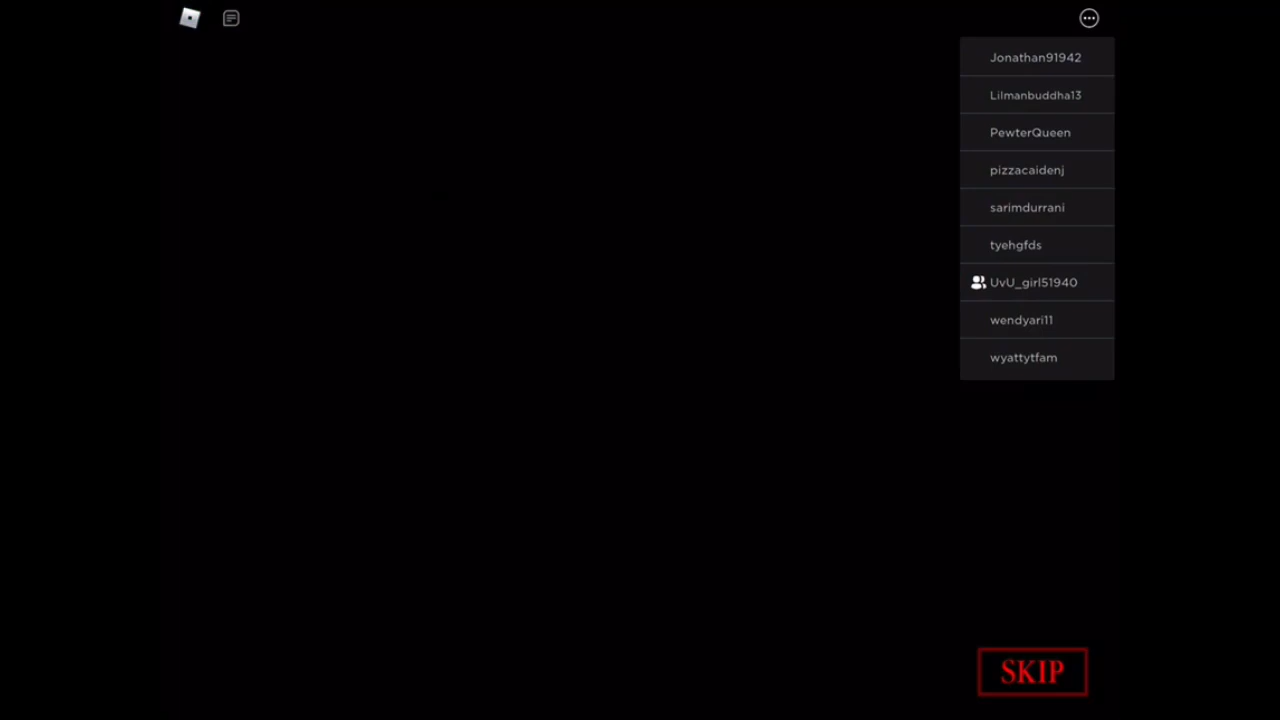 Jonathan91942
Lilmanbuddha13
PewterQueen
pizzacaidenj
sarimdurrani
tyehgfds
UvU_girl51940
wendyari11
wyattytfam
SKIP